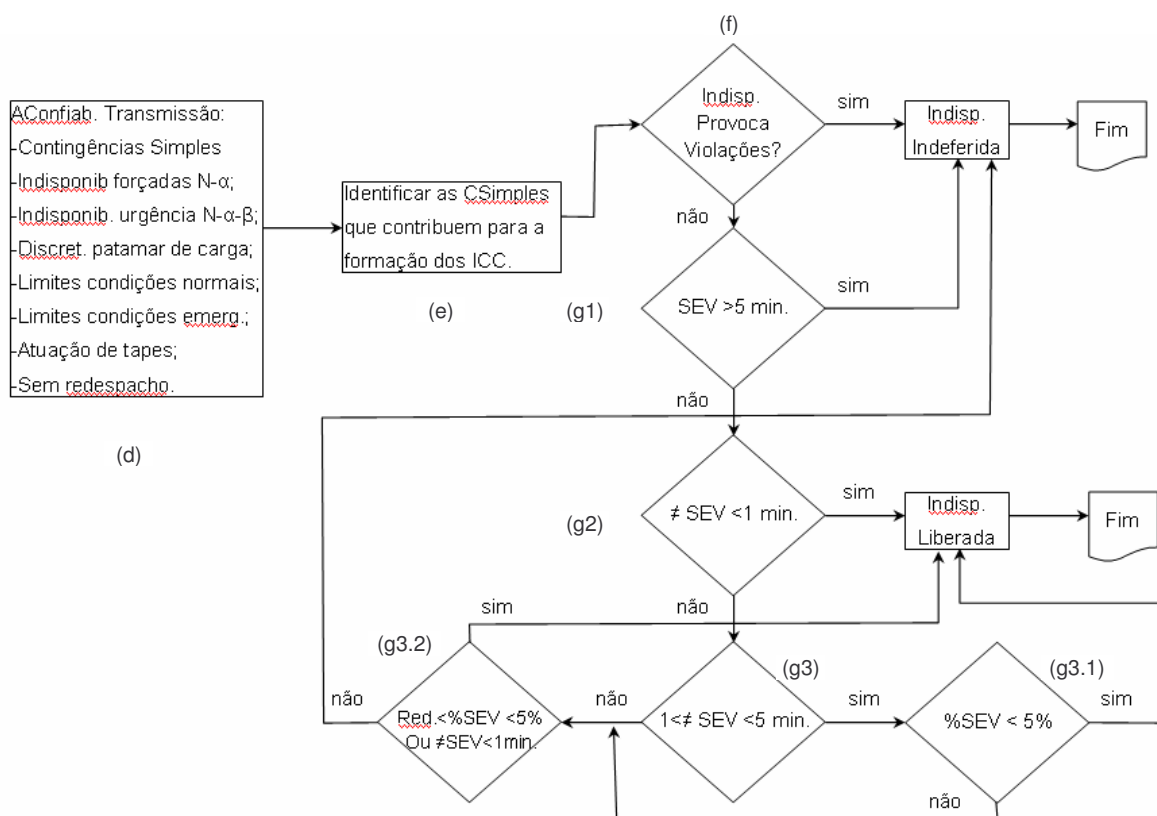 (f)
AConfiab. Transmissão:
-Contingências Simples
-Indisponib forçadas N-α;
-Indisponib. urgência N-α-β;
-Discret. patamar de carga;
-Limites condições normais;
-Limites condições emerg.;
-Atuação de tapes;
-Sem redespacho.
(d)
Identificar as CSimples
que contribuem para a
formação dos ICC.
(e)
Indisp.
Provoca
Violações?
sim
Indisp.
Indeferida
Fim
não
(g1)
SEV >5 min.
sim
não
(g2)
≠ SEV <1 min.
sim
Indisp.
Liberada
Fim
não
sim
(g3.2)
não
Red.<%SEV <5%
Ou ≠SEV<1min.
não
(g3)
1<≠ SEV <5 min.
sim
(g3.1)
%SEV < 5%
sim
não